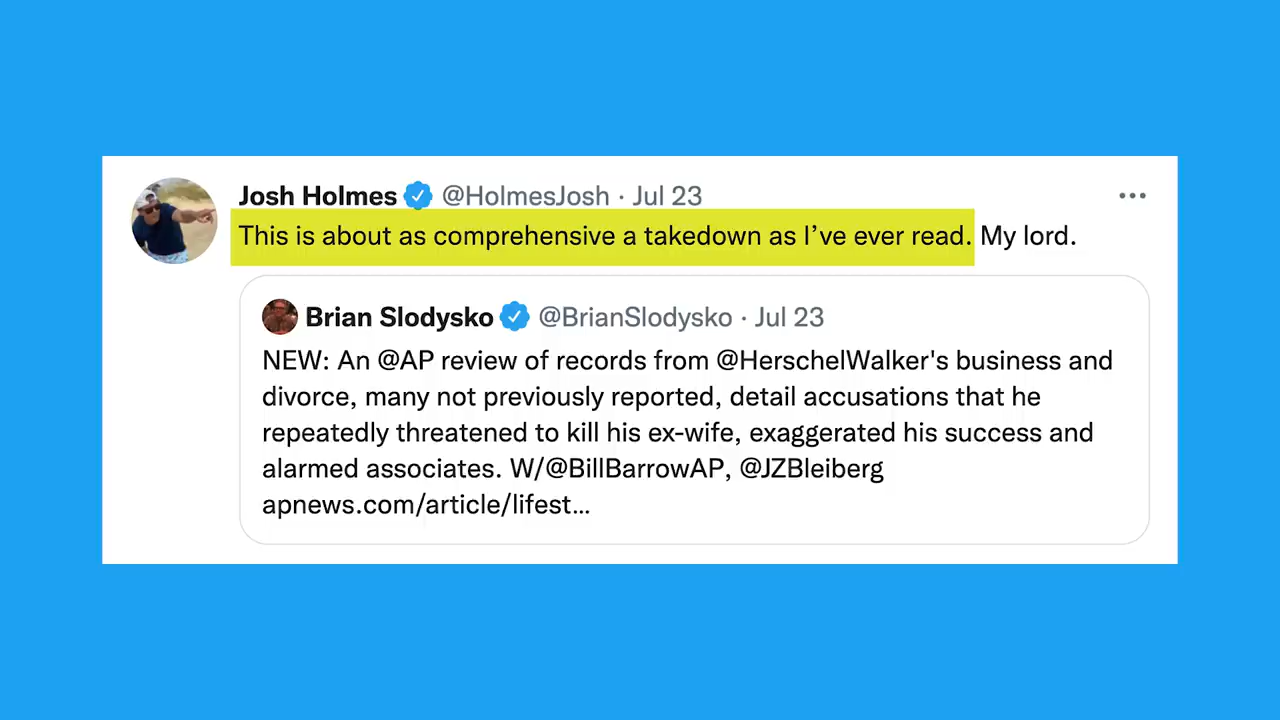 Josh Holmes @HolmesJosh · Jul 23
This is about as comprehensive a takedown as I’ve ever read. My lord.
Brian Slodysko @BrianSlodysko · Jul 23
NEW: An @AP review of records from @HerschelWalker's business and
divorce, many not previously reported, detail accusations that he
repeatedly threatened to kill his ex-wife, exaggerated his success and
alarmed associates. W/@BillBarrowAP, @JZBleiberg
apnews.com/article/lifest…